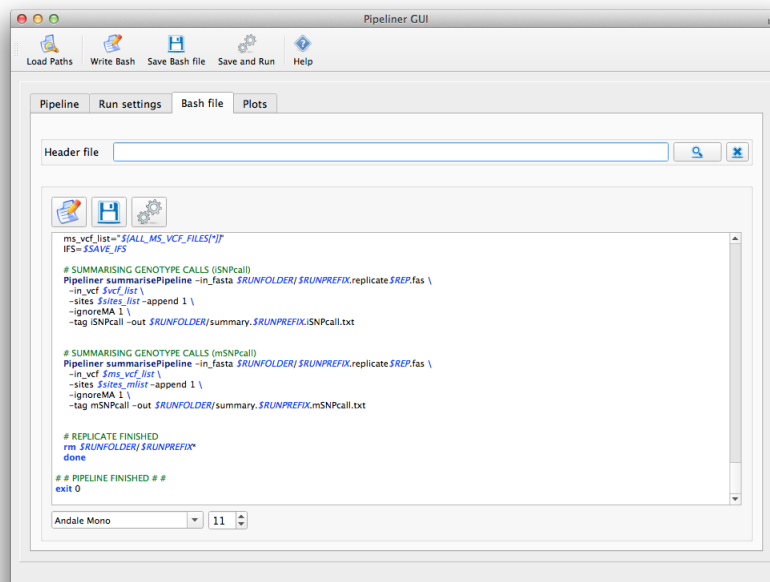 Pipeliner GUI
Load Paths Write Bash Save Bash file Save and Run Help
Pipeline Run settings Bash file Plots
Header file
ms_vcf_list="${ALL_MS_VCF_FILES[*]}"
IFS=$SAVE_IFS
# SUMMARISING GENOTYPE CALLS (iSNPcall)
Pipeliner summarisePipeline -in_fasta $RUNFOLDER/$RUNPREFIX.replicate$REP.fas \
-in_vcf $vcf_list \
-sites $sites_list -append 1 \
-ignoreMA 1 \
-tag iSNPcall -out $RUNFOLDER/summary.$RUNPREFIX.iSNPcall.txt
# SUMMARISING GENOTYPE CALLS (mSNPcall)
Pipeliner summarisePipeline -in_fasta $RUNFOLDER/$RUNPREFIX.replicate$REP.fas \
-in_vcf $ms_vcf_list \
-sites $sites_mlist -append 1 \
-ignoreMA 1 \
-tag mSNPcall -out $RUNFOLDER/summary.$RUNPREFIX.mSNPcall.txt
# REPLICATE FINISHED
rm $RUNFOLDER/$RUNPREFIX*
done
# # PIPELINE FINISHED # #
exit 0
Andale Mono 11